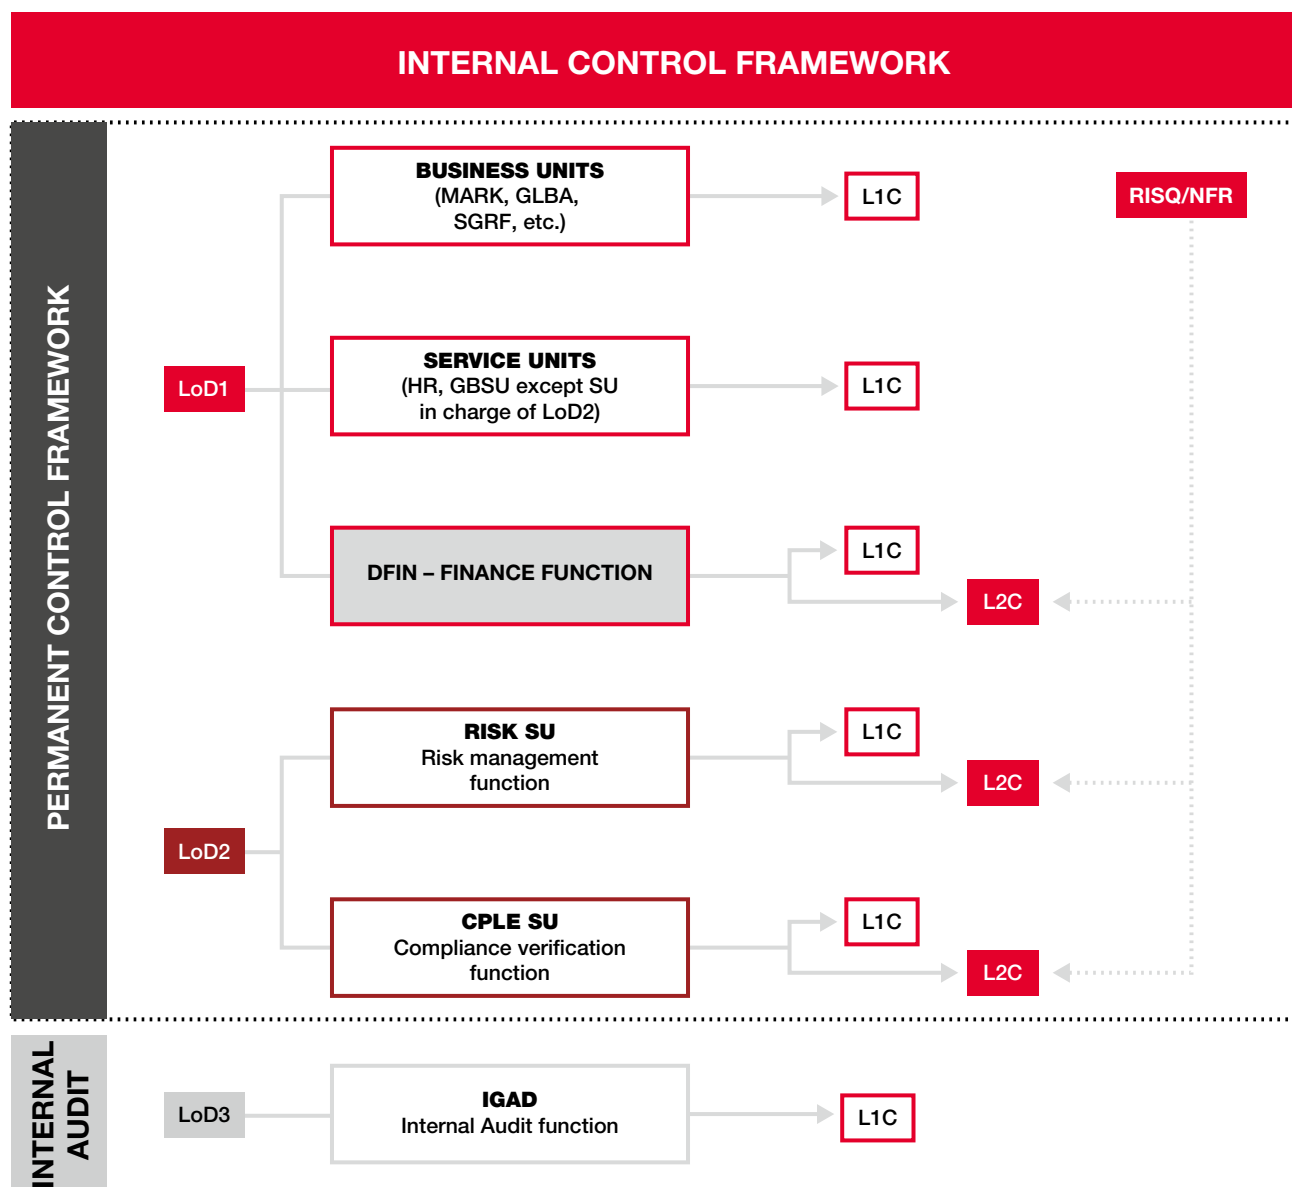 INTERNAL CONTROL FRAMEWORK
PERMANENT CONTROL FRAMEWORK
LoD1
BUSINESS UNITS
(MARK, GLBA,
SGRF, etc.)
L1C
RISQ/NFR
SERVICE UNITS
(HR, GBSU except SU
in charge of LoD2)
L1C
DFIN – FINANCE FUNCTION
L1C
L2C
LoD2
RISK SU
Risk management
function
L1C
L2C
CPLE SU
Compliance verification
function
L1C
L2C
INTERNAL
AUDIT
LoD3
IGAD
Internal Audit function
L1C